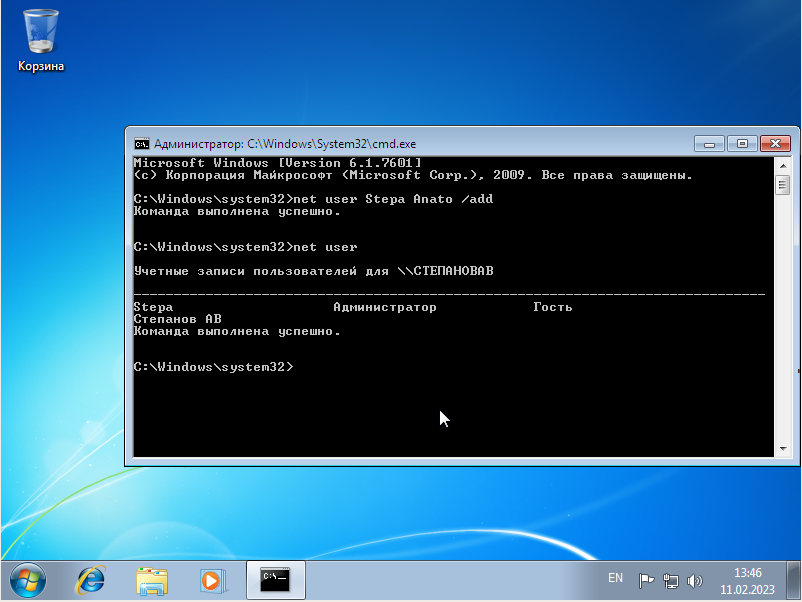 Корзина
Администратор: C:\Windows\System32\cmd.exe
Microsoft Windows [Version 6.1.7601]
(c) Корпорация Майкрософт (Microsoft Corp.), 2009. Все права защищены.
C:\Windows\system32>net user Stepa Anato /add
Команда выполнена успешно.
C:\Windows\system32>net user
Учетные записи пользователей для \\СТЕПАНОВАВ
-------------------------------------------------------------------------------
Stepa Администратор Гость
Степанов АВ
Команда выполнена успешно.
C:\Windows\system32>
C:\
EN
13:46
11.02.2023